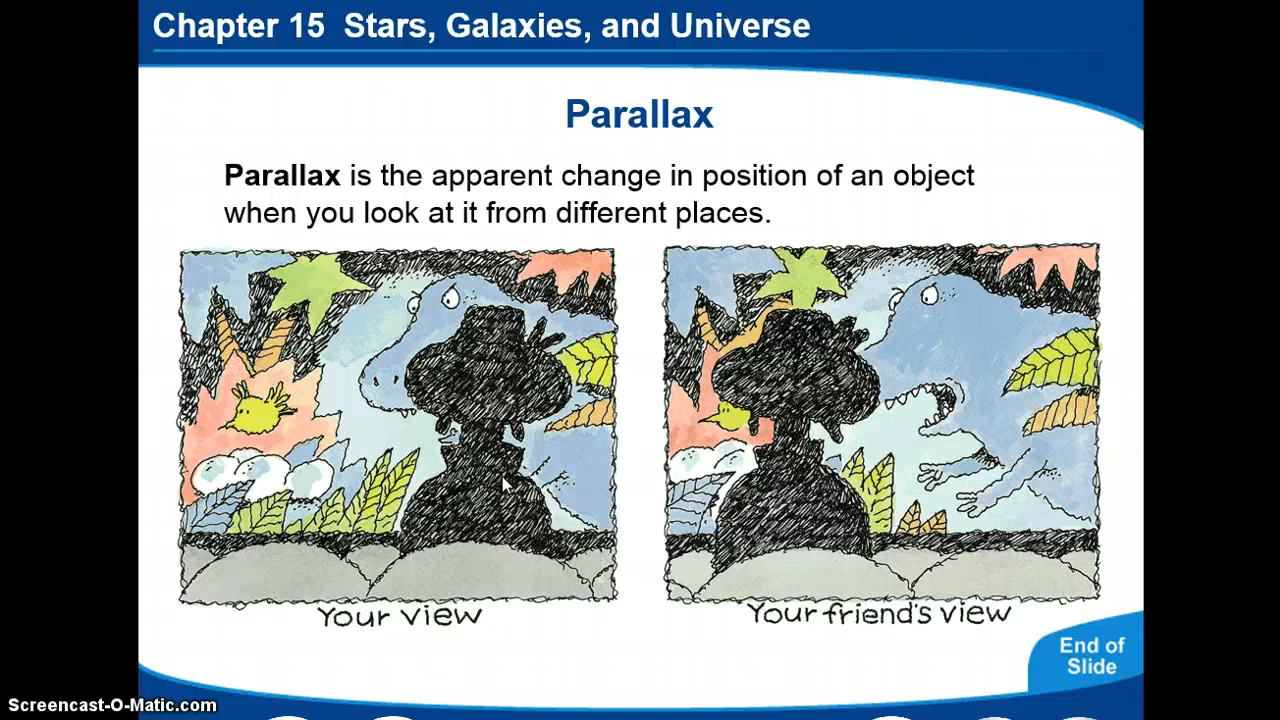 Chapter 15 Stars, Galaxies, and Universe
Parallax
Parallax is the apparent change in position of an object
when you look at it from different places.
Your view
Your friend's view
End of
Slide
Screencast-O-Matic.com